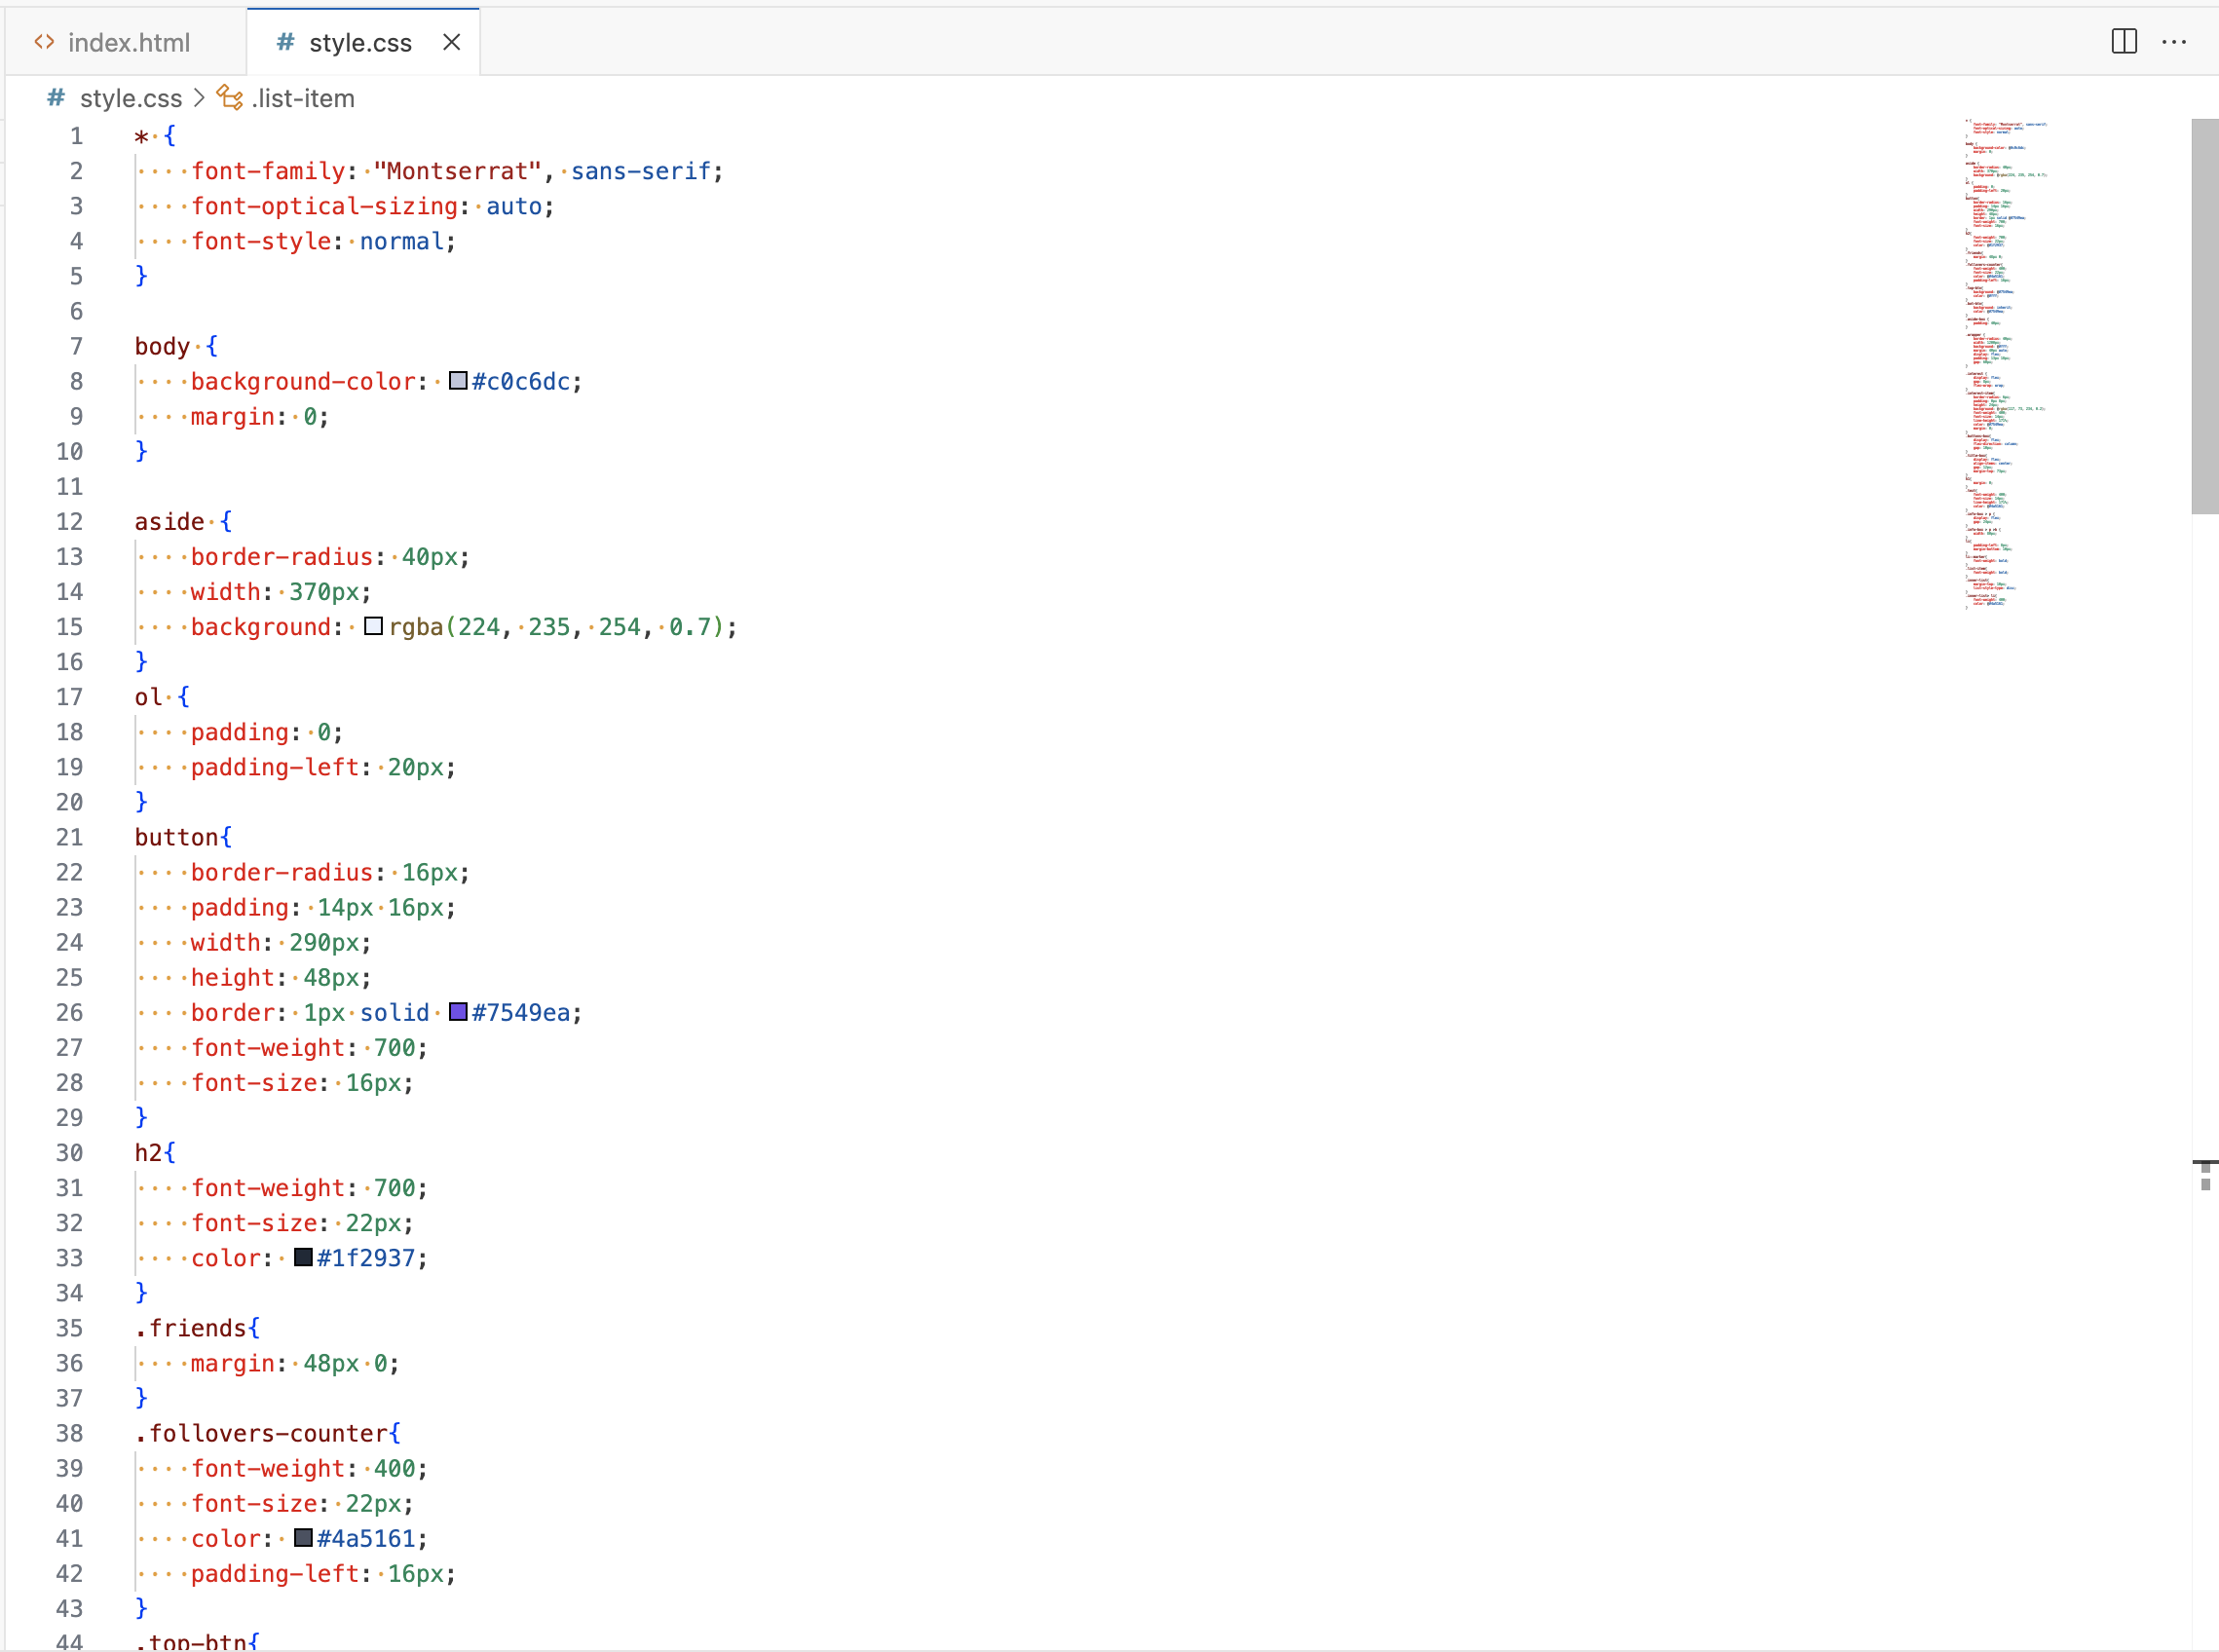 index.html
style.css
style.css > .list-item
1 * {
2 font-family: "Montserrat", sans-serif;
3 font-optical-sizing: auto;
4 font-style: normal;
5 }
6
7 body {
8 background-color: #c0c6dc;
9 margin: 0;
10 }
11
12 aside {
13 border-radius: 40px;
14 width: 370px;
15 background: rgba(224, 235, 254, 0.7);
16 }
17 ol {
18 padding: 0;
19 padding-left: 20px;
20 }
21 button{
22 border-radius: 16px;
23 padding: 14px 16px;
24 width: 290px;
25 height: 48px;
26 border: 1px solid #7549ea;
27 font-weight: 700;
28 font-size: 16px;
29 }
30 h2{
31 font-weight: 700;
32 font-size: 22px;
33 color: #1f2937;
34 }
35 .friends{
36 margin: 48px 0;
37 }
38 .follovers-counter{
39 font-weight: 400;
40 font-size: 22px;
41 color: #4a5161;
42 padding-left: 16px;
43 }
44 .top-btn{